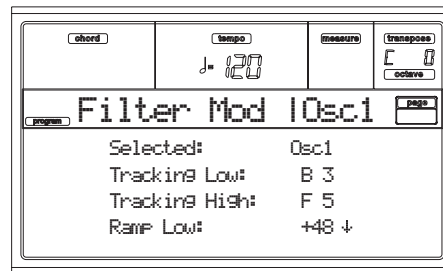 chord tempo measure transpose
♩= 120 C 0
octave
program Filter Mod |Osc1 page
Selected: Osc1
Tracking Low: B 3
Tracking High: F 5
Ramp Low: +48 ↓